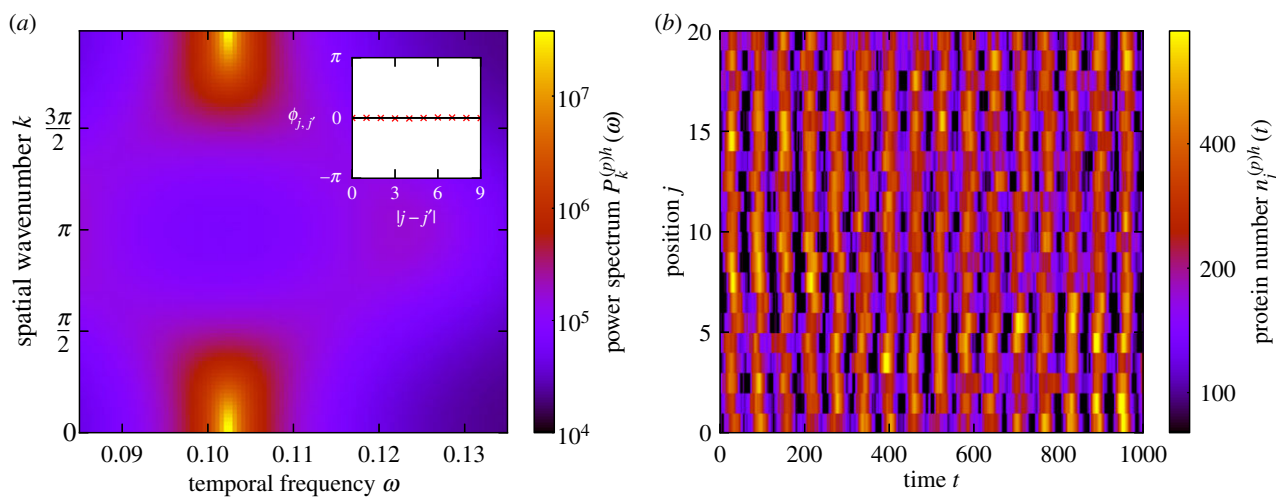 (a)
spatial wavenumber k
3π/2
π
π/2
0
0.09 0.10 0.11 0.12 0.13
temporal frequency ω
π
ϕj,j′ 0
−π
0 3 6 9
|j − j′|
10^7
10^6
10^5
10^4
power spectrum P_k^(p)h (ω)
(b)
position j
20
15
10
5
0
0 200 400 600 800 1000
time t
400
200
100
protein number n_j^(p)h (t)